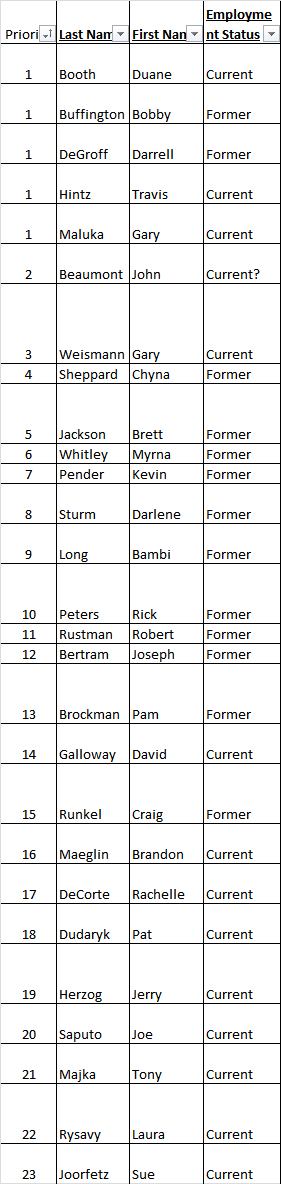 Priori Last Nam First Nan Employme
nt Status
1 Booth Duane Current
1 Buffington Bobby Former
1 DeGroff Darrell Former
1 Hintz Travis Current
1 Maluka Gary Current
2 Beaumont John Current?
3 Weismann Gary Current
4 Sheppard Chyna Former
5 Jackson Brett Former
6 Whitley Myrna Former
7 Pender Kevin Former
8 Sturm Darlene Former
9 Long Bambi Former
10 Peters Rick Former
11 Rustman Robert Former
12 Bertram Joseph Former
13 Brockman Pam Former
14 Galloway David Current
15 Runkel Craig Former
16 Maeglin Brandon Current
17 DeCorte Rachelle Current
18 Dudaryk Pat Current
19 Herzog Jerry Current
20 Saputo Joe Current
21 Majka Tony Current
22 Rysavy Laura Current
23 Joorfetz Sue Current